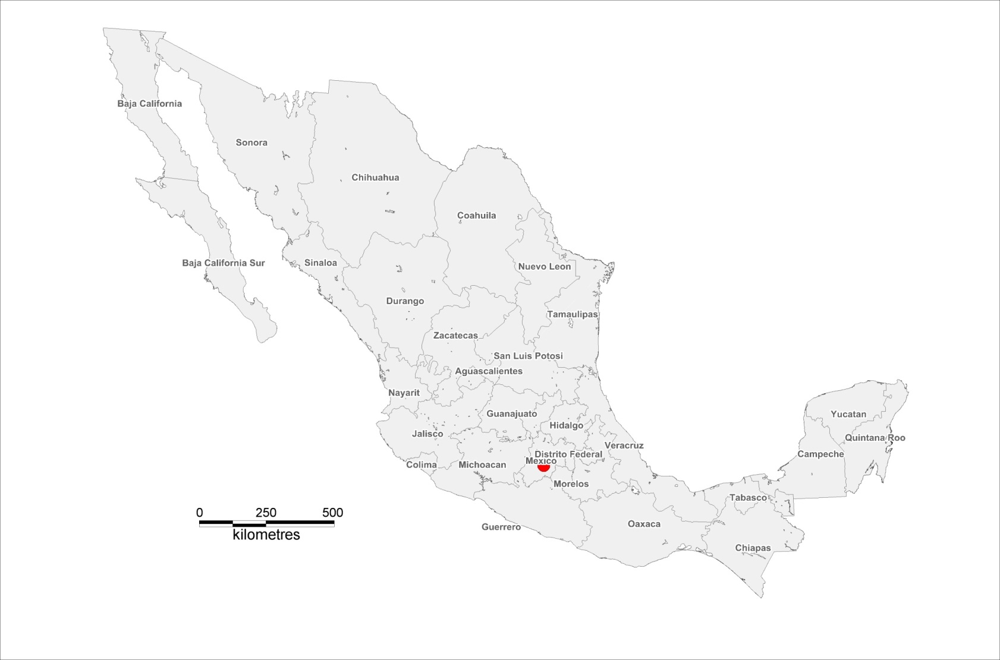 Baja California
Sonora
Chihuahua
Coahuila
Baja California Sur
Sinaloa
Nuevo Leon
Durango
Tamaulipas
Zacatecas
San Luis Potosi
Aguascalientes
Nayarit
Guanajuato
Yucatan
Hidalgo
Jalisco
Quintana Roo
Veracruz
Distrito Federal
Campeche
Mexico
Colima
Michoacan
Morelos
Tabasco
0 250 500
kilometres
Guerrero
Oaxaca
Chiapas